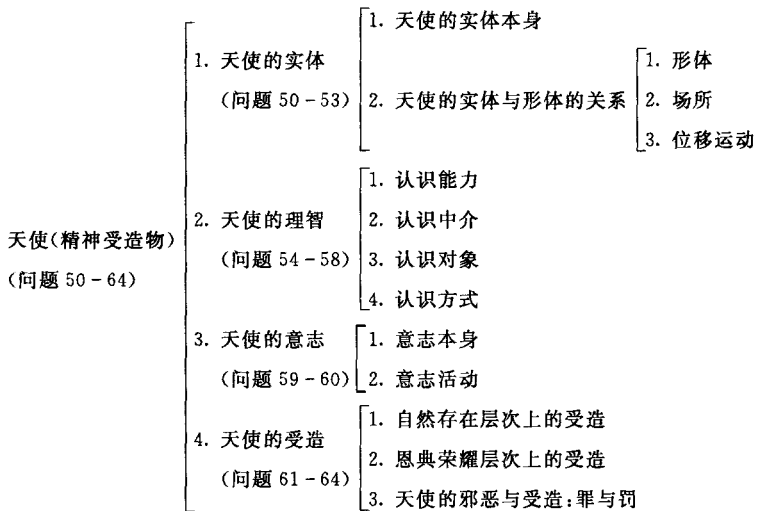 天使(精神受造物)
(问题 50-64)
1. 天使的实体
(问题 50-53)
1. 天使的实体本身
2. 天使的实体与形体的关系
1. 形体
2. 场所
3. 位移运动
2. 天使的理智
(问题 54-58)
1. 认识能力
2. 认识中介
3. 认识对象
4. 认识方式
3. 天使的意志
(问题 59-60)
1. 意志本身
2. 意志活动
4. 天使的受造
(问题 61-64)
1. 自然存在层次上的受造
2. 恩典荣耀层次上的受造
3. 天使的邪恶与受造:罪与罚